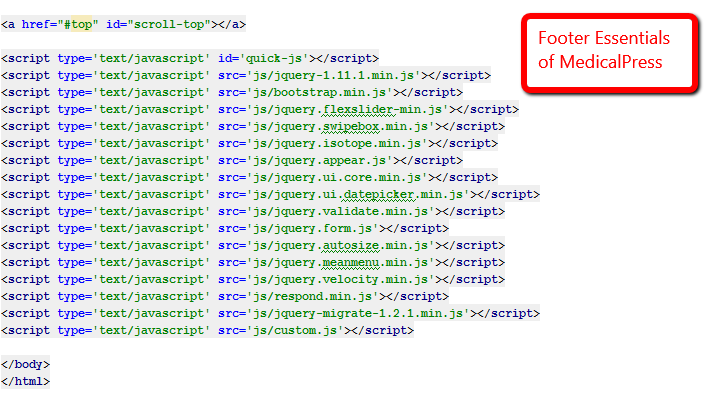 <a href="#top" id="scroll-top"></a>
Footer Essentials
of MedicalPress
<script type='text/javascript' id='quick-js'></script>
<script type='text/javascript' src='js/jquery-1.11.1.min.js'></script>
<script type='text/javascript' src='js/bootstrap.min.js'></script>
<script type='text/javascript' src='js/jquery.flexslider-min.js'></script>
<script type='text/javascript' src='js/jquery.swipebox.min.js'></script>
<script type='text/javascript' src='js/jquery.isotope.min.js'></script>
<script type='text/javascript' src='js/jquery.appear.js'></script>
<script type='text/javascript' src='js/jquery.ui.core.min.js'></script>
<script type='text/javascript' src='js/jquery.ui.datepicker.min.js'></script>
<script type='text/javascript' src='js/jquery.validate.min.js'></script>
<script type='text/javascript' src='js/jquery.form.js'></script>
<script type='text/javascript' src='js/jquery.autosize.min.js'></script>
<script type='text/javascript' src='js/jquery.meanmenu.min.js'></script>
<script type='text/javascript' src='js/jquery.velocity.min.js'></script>
<script type='text/javascript' src='js/respond.min.js'></script>
<script type='text/javascript' src='js/jquery-migrate-1.2.1.min.js'></script>
<script type='text/javascript' src='js/custom.js'></script>
</body>
</html>